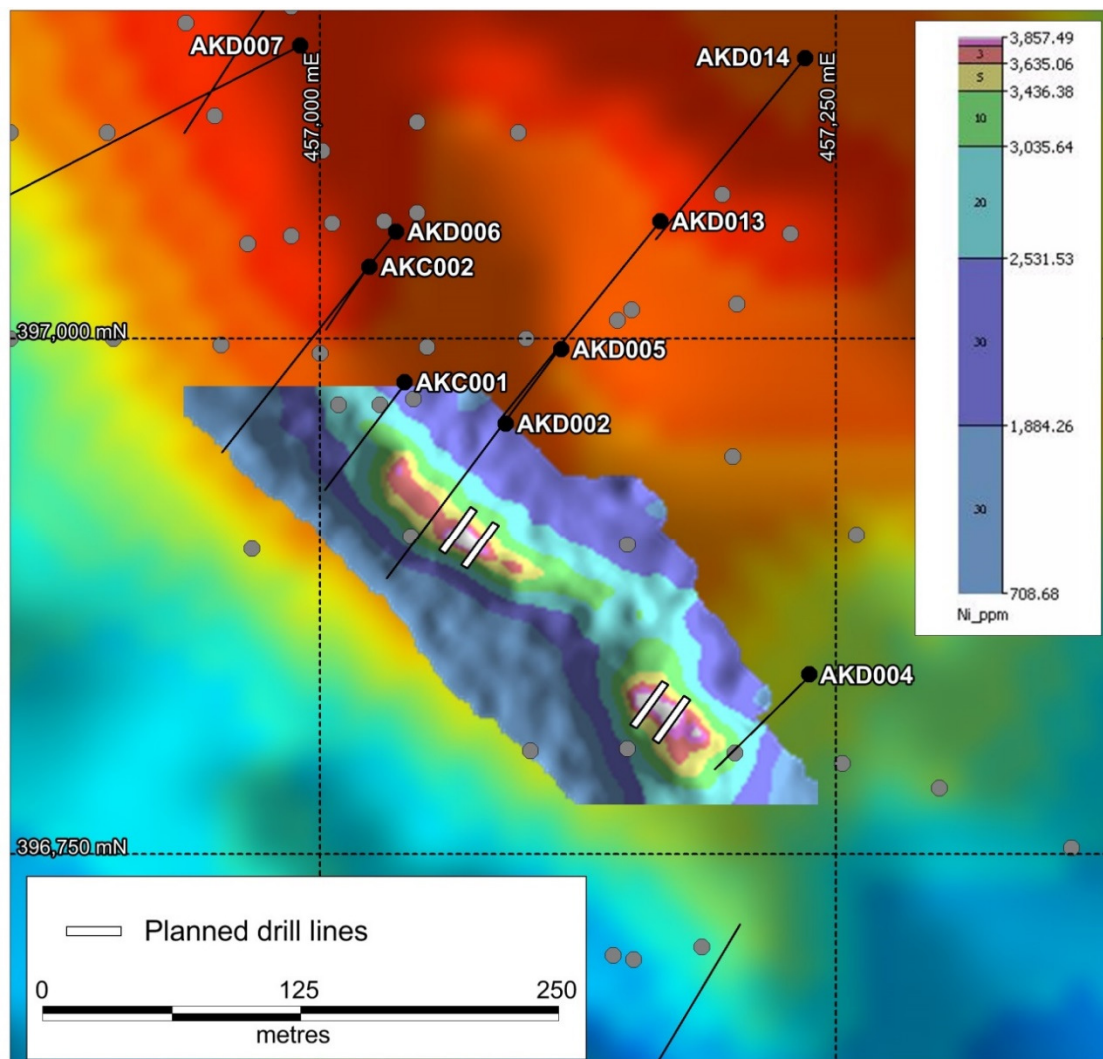 AKD007
457,000 mE
AKD014
457,250 mE
3,857.49
3
3,635.06
5
3,436.38
10
3,035.64
20
2,531.53
30
1,884.26
30
708.68
Ni_ppm
AKD006
AKD013
AKC002
397,000 mN
AKD005
AKC001
AKD002
AKD004
396,750 mN
Planned drill lines
0 125 250
metres